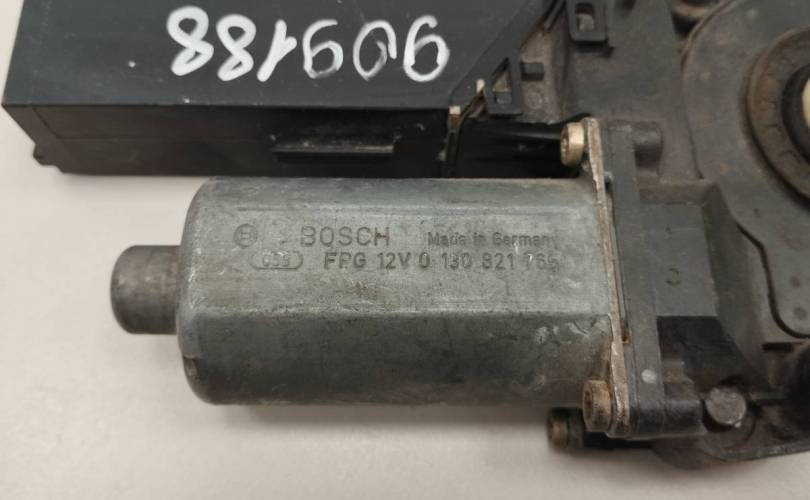 909188
BOSCH Made in Germany
FPG 12V 0 130 821 765